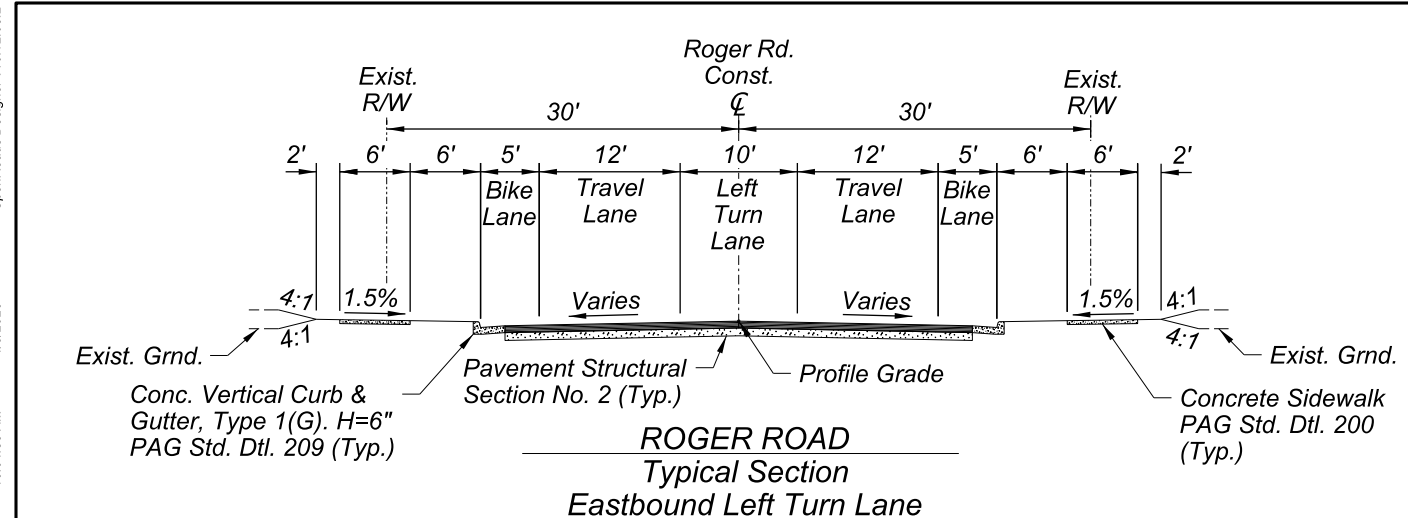 Roger Rd.
Const.
℄
Exist.
R/W
Exist.
R/W
30'
30'
2'
6'
6'
5'
12'
10'
12'
5'
6'
6'
2'
Bike
Lane
Travel
Lane
Left
Turn
Lane
Travel
Lane
Bike
Lane
4:1
1.5%
Varies
Varies
1.5%
4:1
4:1
4:1
Exist. Grnd.
Exist. Grnd.
Conc. Vertical Curb &
Gutter, Type 1(G). H=6"
PAG Std. Dtl. 209 (Typ.)
Pavement Structural
Section No. 2 (Typ.)
Profile Grade
Concrete Sidewalk
PAG Std. Dtl. 200
(Typ.)
ROGER ROAD
Typical Section
Eastbound Left Turn Lane